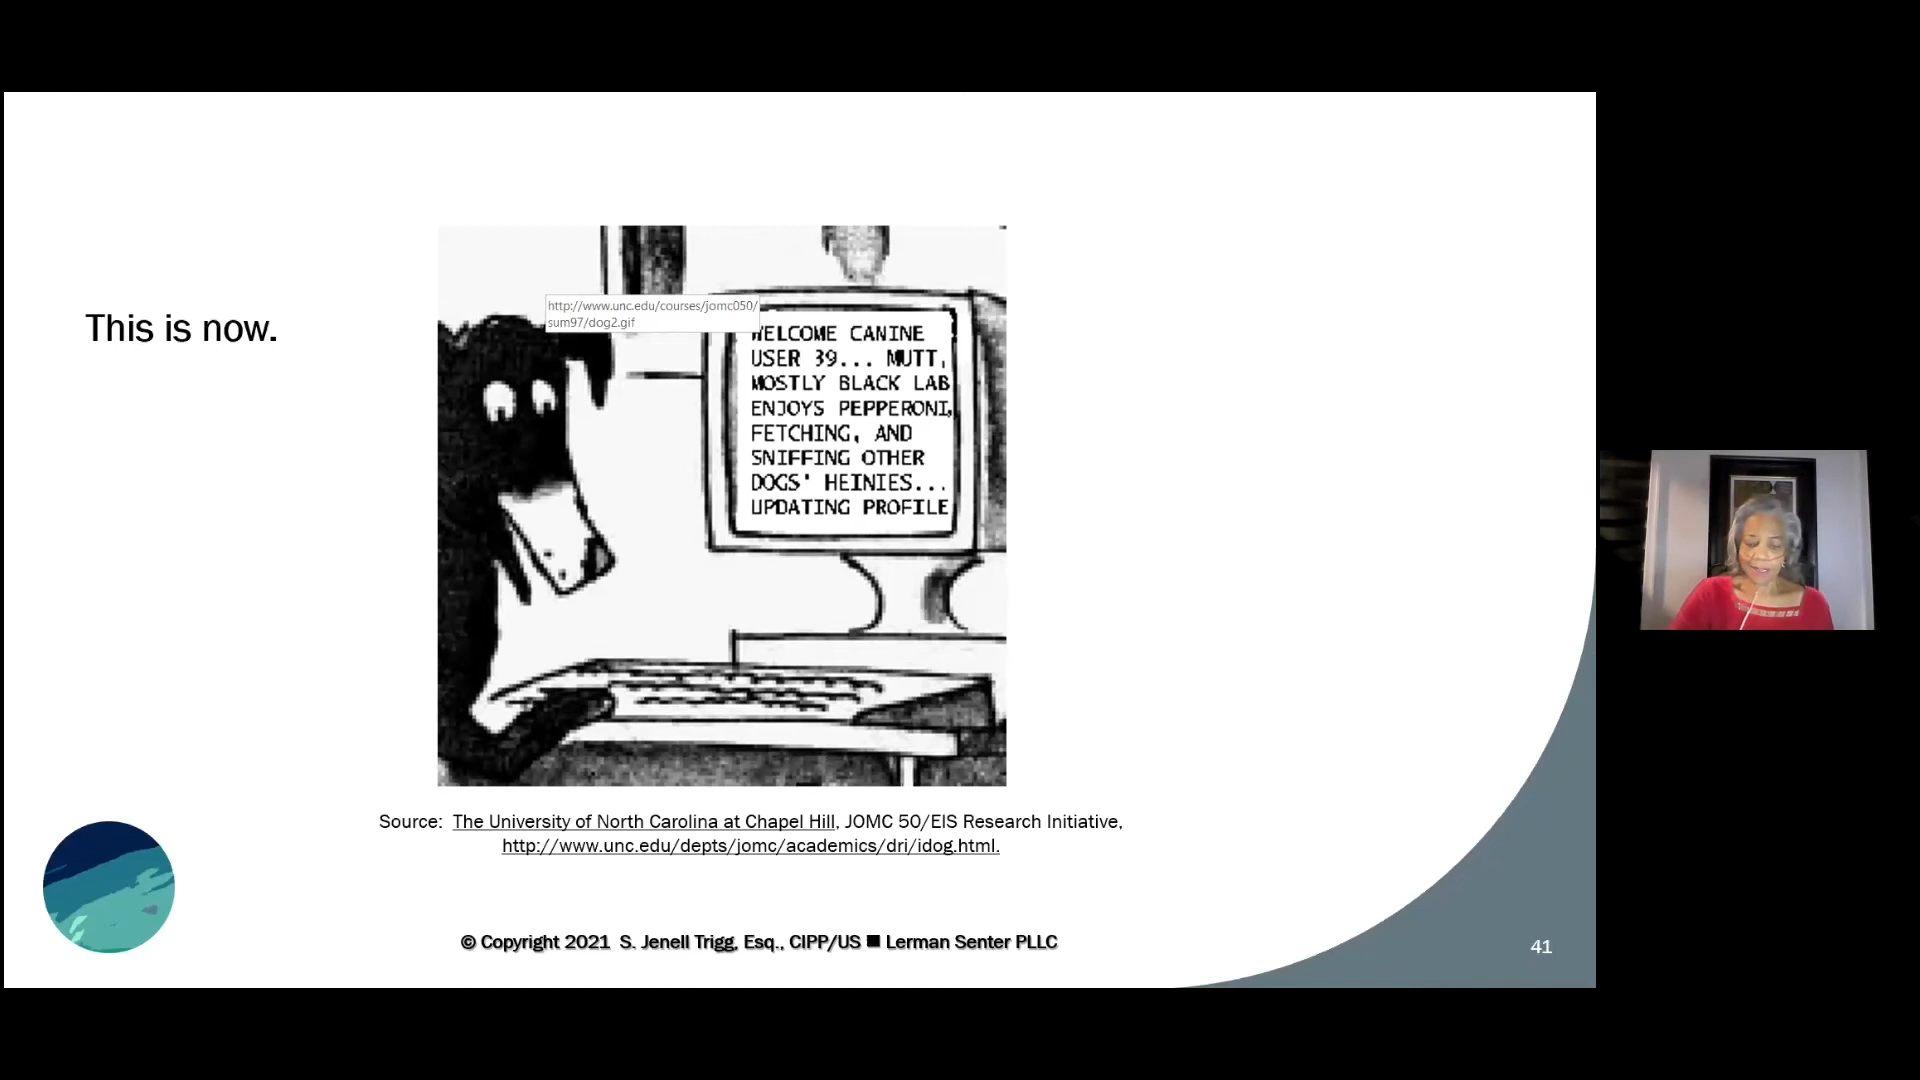 This is now.
http://www.unc.edu/courses/jomc050/
sum97/dog2.gif
WELCOME CANINE
USER 39... MUTT,
MOSTLY BLACK LAB
ENJOYS PEPPERONI,
FETCHING, AND
SNIFFING OTHER
DOGS' HEINIES...
UPDATING PROFILE
Source: The University of North Carolina at Chapel Hill, JOMC 50/EIS Research Initiative,
http://www.unc.edu/depts/jomc/academics/dri/idog.html.
© Copyright 2021 S. Jenell Trigg, Esq., CIPP/US ■ Lerman Senter PLLC
41